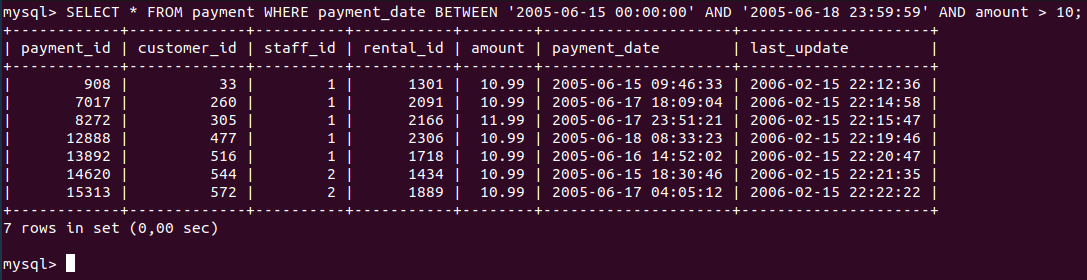 mysql> SELECT * FROM payment WHERE payment_date BETWEEN '2005-06-15 00:00:00' AND '2005-06-18 23:59:59' AND amount > 10;
+------------+-------------+----------+-----------+--------+---------------------+---------------------+
| payment_id | customer_id | staff_id | rental_id | amount | payment_date        | last_update         |
+------------+-------------+----------+-----------+--------+---------------------+---------------------+
|        908 |          33 |        1 |      1301 |  10.99 | 2005-06-15 09:46:33 | 2006-02-15 22:12:36 |
|       7017 |         260 |        1 |      2091 |  10.99 | 2005-06-17 18:09:04 | 2006-02-15 22:14:58 |
|       8272 |         305 |        1 |      2166 |  11.99 | 2005-06-17 23:51:21 | 2006-02-15 22:15:47 |
|      12888 |         477 |        1 |      2306 |  10.99 | 2005-06-18 08:33:23 | 2006-02-15 22:19:46 |
|      13892 |         516 |        1 |      1718 |  10.99 | 2005-06-16 14:52:02 | 2006-02-15 22:20:47 |
|      14620 |         544 |        2 |      1434 |  10.99 | 2005-06-15 18:30:46 | 2006-02-15 22:21:35 |
|      15313 |         572 |        2 |      1889 |  10.99 | 2005-06-17 04:05:12 | 2006-02-15 22:22:22 |
+------------+-------------+----------+-----------+--------+---------------------+---------------------+
7 rows in set (0,00 sec)
mysql>